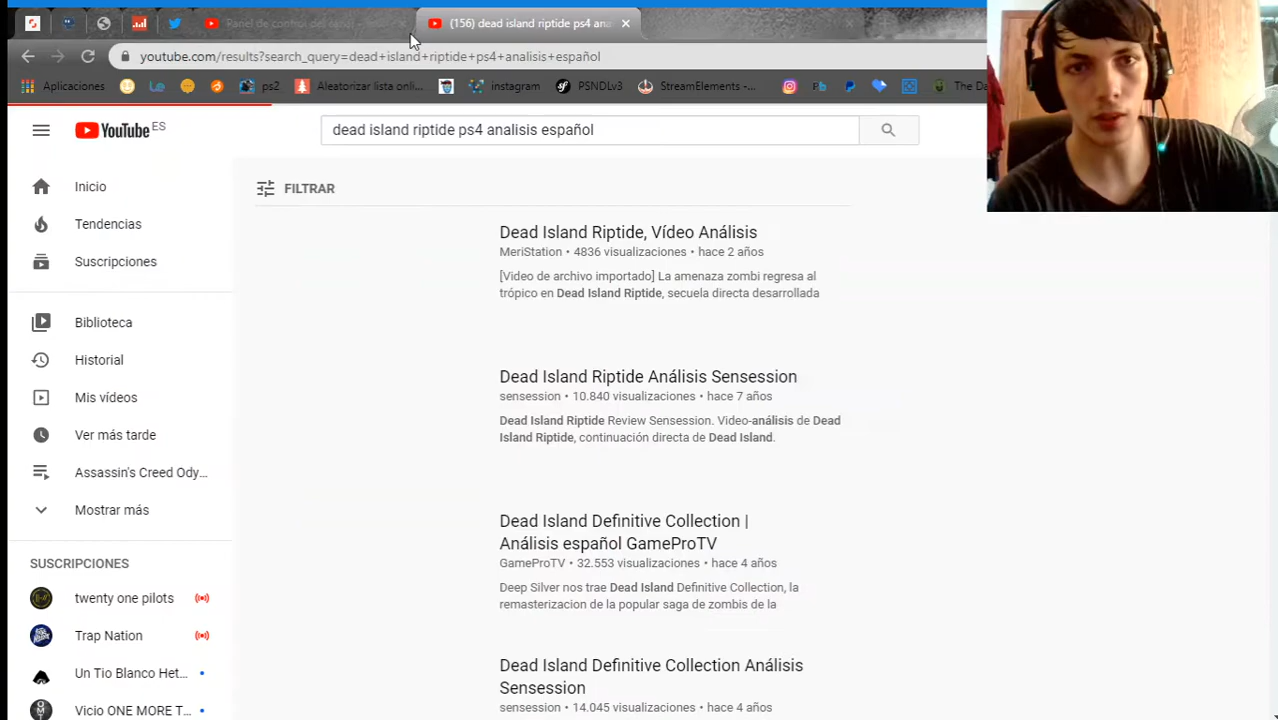 (156) dead island riptide ps4 ana
youtube.com/results?search_query=dead+island+riptide+ps4+analisis+español
Aplicaciones
Le
ps2
Aleatorizar lista onli...
instagram
PSNDLv3
StreamElements -
The Da
YouTube ES
dead island riptide ps4 analisis español
Inicio
Tendencias
Suscripciones
Biblioteca
Historial
Mis vídeos
Ver más tarde
Assassin's Creed Ody...
Mostrar más
SUSCRIPCIONES
twenty one pilots
Trap Nation
Un Tio Blanco Het...
Vicio ONE MORE T...
FILTRAR
Dead Island Riptide, Vídeo Análisis
MeriStation • 4836 visualizaciones • hace 2 años
[Video de archivo importado] La amenaza zombi regresa al
trópico en Dead Island Riptide, secuela directa desarrollada
Dead Island Riptide Análisis Sensession
sensession • 10.840 visualizaciones • hace 7 años
Dead Island Riptide Review Sensession. Video-análisis de Dead
Island Riptide, continuación directa de Dead Island.
Dead Island Definitive Collection |
Análisis español GameProTV
GameProTV • 32.553 visualizaciones • hace 4 años
Deep Silver nos trae Dead Island Definitive Collection, la
remasterizacion de la popular saga de zombis de la
Dead Island Definitive Collection Análisis
Sensession
sensession • 14.045 visualizaciones • hace 4 años